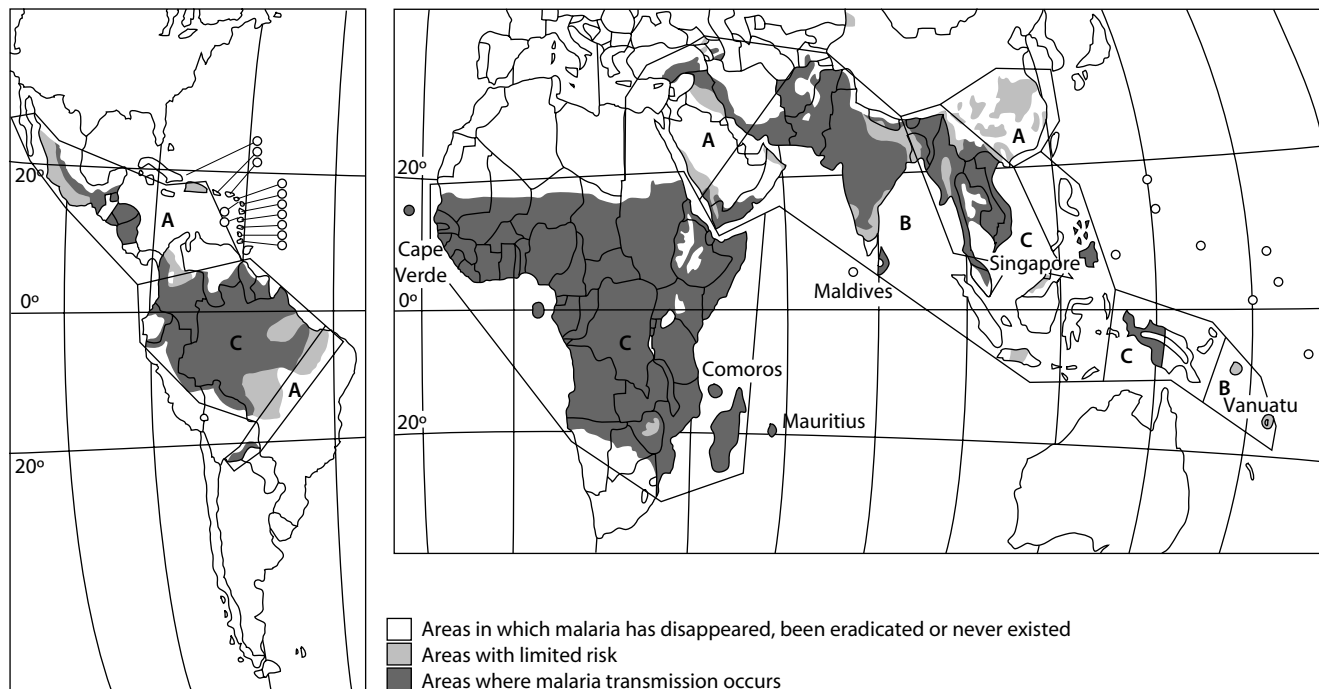 20º
0º
20º
A
C
A
20º
0º
20º
Cape
Verde
C
A
B
A
C
Singapore
Maldives
Comoros
Mauritius
C
B
Vanuatu
Areas in which malaria has disappeared, been eradicated or never existed
Areas with limited risk
Areas where malaria transmission occurs